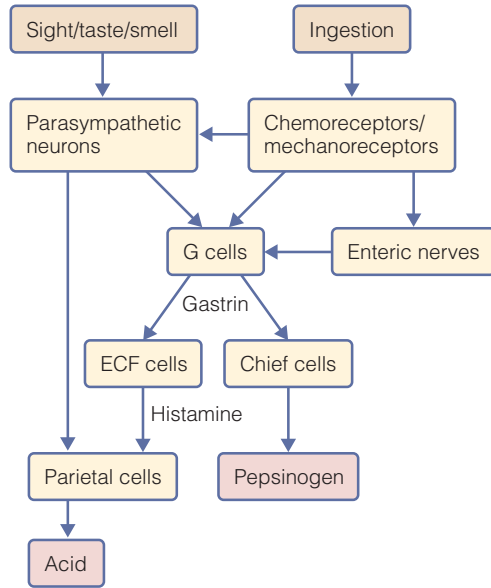 Sight/taste/smell
Ingestion
Parasympathetic
neurons
Chemoreceptors/
mechanoreceptors
G cells
Enteric nerves
Gastrin
ECF cells
Chief cells
Histamine
Parietal cells
Pepsinogen
Acid